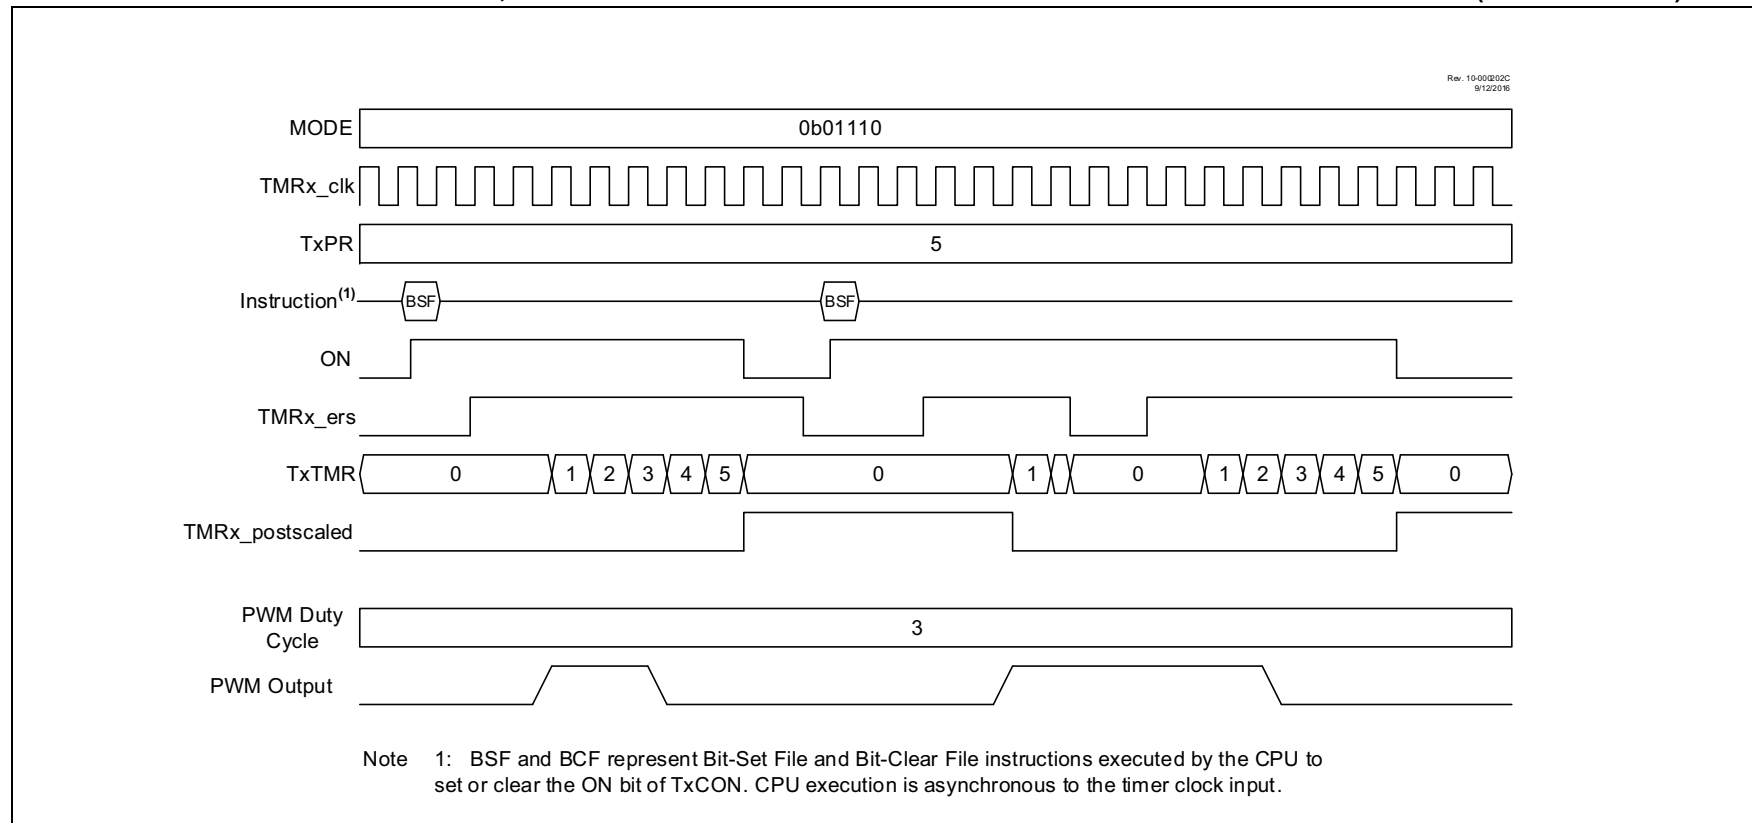 Rev. 10-000202C
9/12/2016
MODE 0b01110
TMRx_clk
TxPR 5
Instruction(1) BSF BSF
ON
TMRx_ers
TxTMR 0 1 2 3 4 5 0 1 0 1 2 3 4 5 0
TMRx_postscaled
PWM Duty
Cycle 3
PWM Output
Note 1: BSF and BCF represent Bit-Set File and Bit-Clear File instructions executed by the CPU to
set or clear the ON bit of TxCON. CPU execution is asynchronous to the timer clock input.